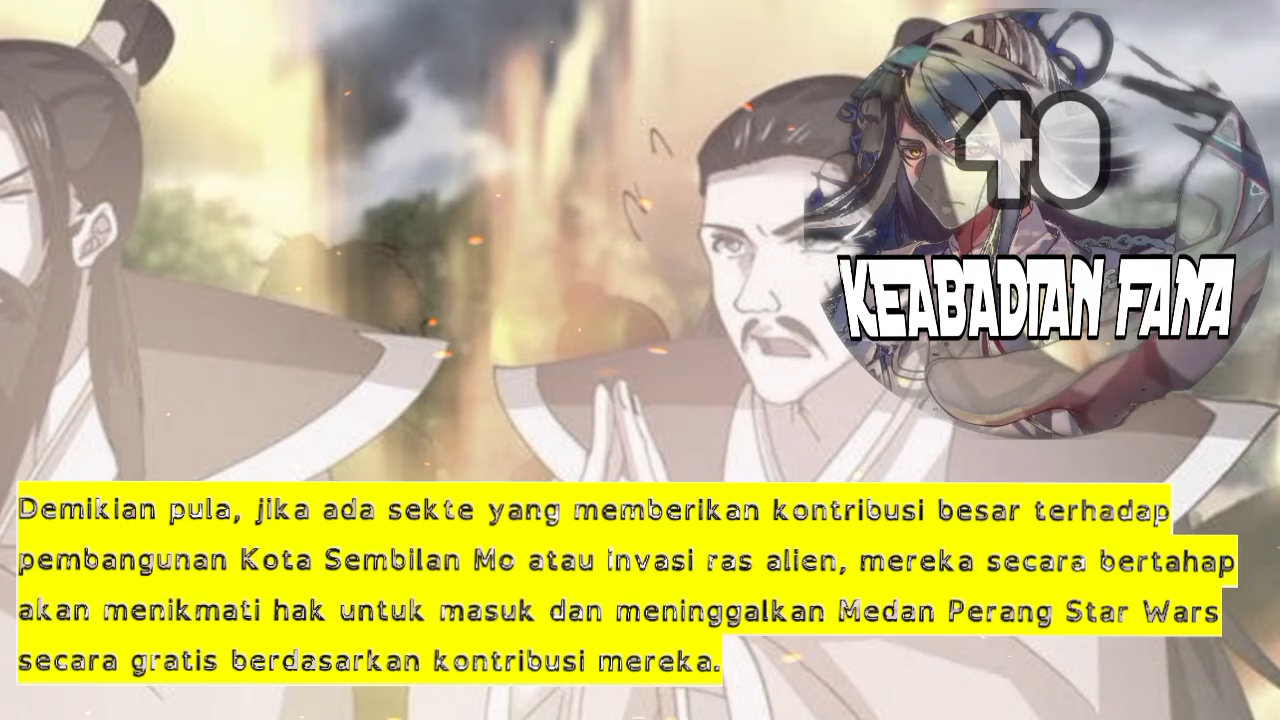 40
KEABADIAN FANA
Demikian pula, jika ada sekte yang memberikan kontribusi besar terhadap
pembangunan Kota Sembilan Mo atau invasi ras alien, mereka secara bertahap
akan menikmati hak untuk masuk dan meninggalkan Medan Perang Star Wars
secara gratis berdasarkan kontribusi mereka.